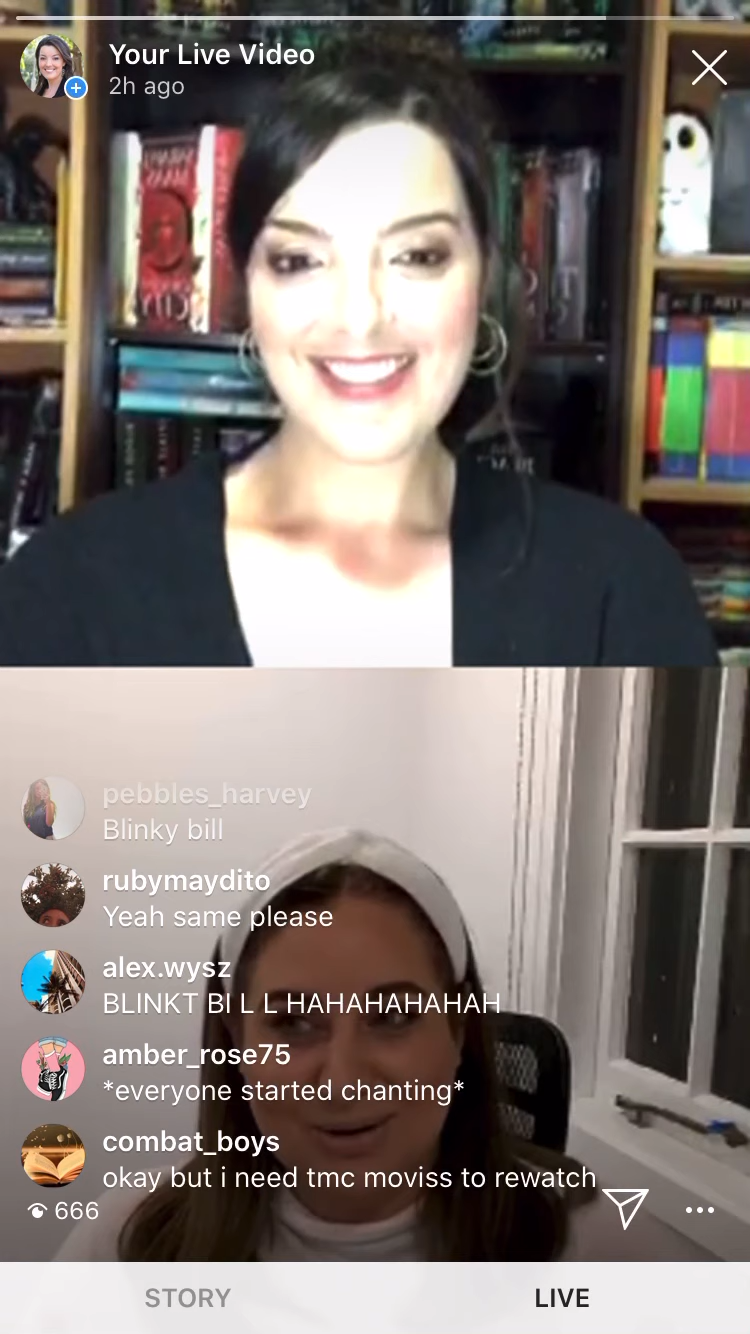 Your Live Video
2h ago
CITY
pebbles_harvey
Blinky bill
rubymaydito
Yeah same please
alex.wysz
BLINKT BI L L HAHAHAHAHAH
amber_rose75
*everyone started chanting*
combat_boys
okay but i need tmc moviss to rewatch
666
STORY
LIVE